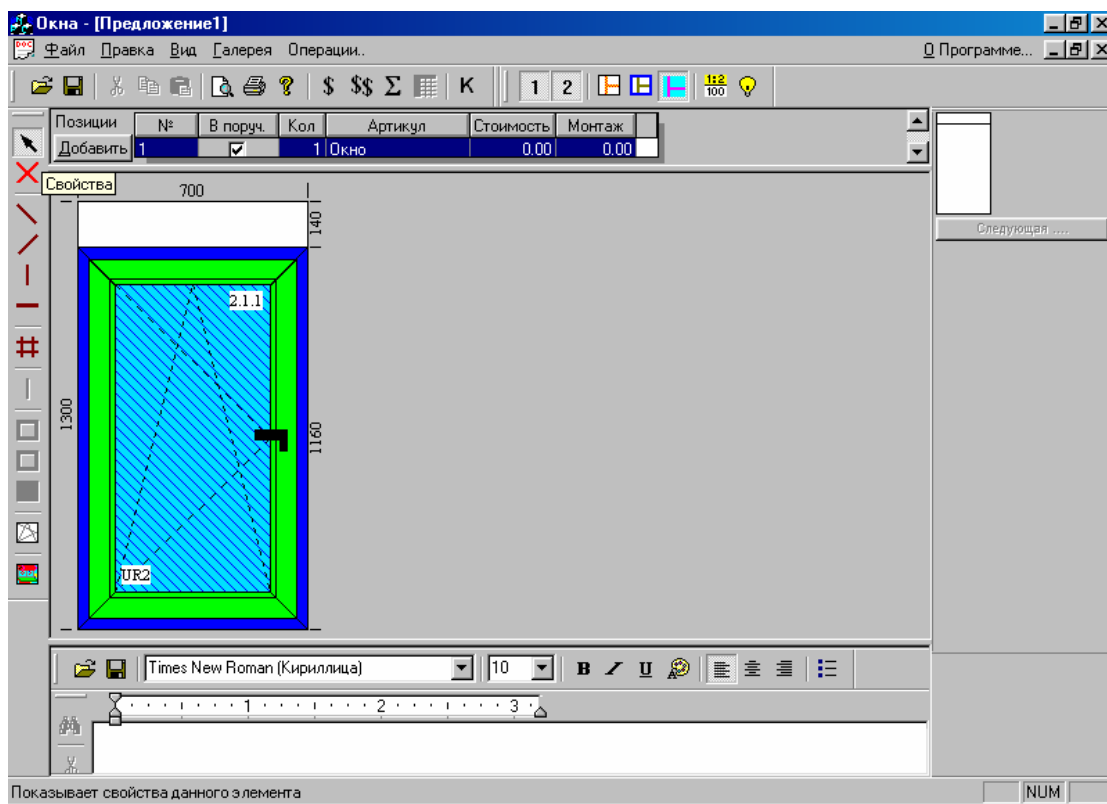 Окна - [Предложение1]
DOC Файл Правка Вид Галерея Операции.. О Программе...
$ $$ Σ K 1 2 1:2 100
Позиции № В поруч. Кол Артикул Стоимость Монтаж
Добавить 1 1 Окно 0.00 0.00
Свойства
700
140
Следующая ....
2.1.1
1300
1160
UR2
Times New Roman (Кириллица) 10 B I U
1 2 3
Показывает свойства данного элемента NUM